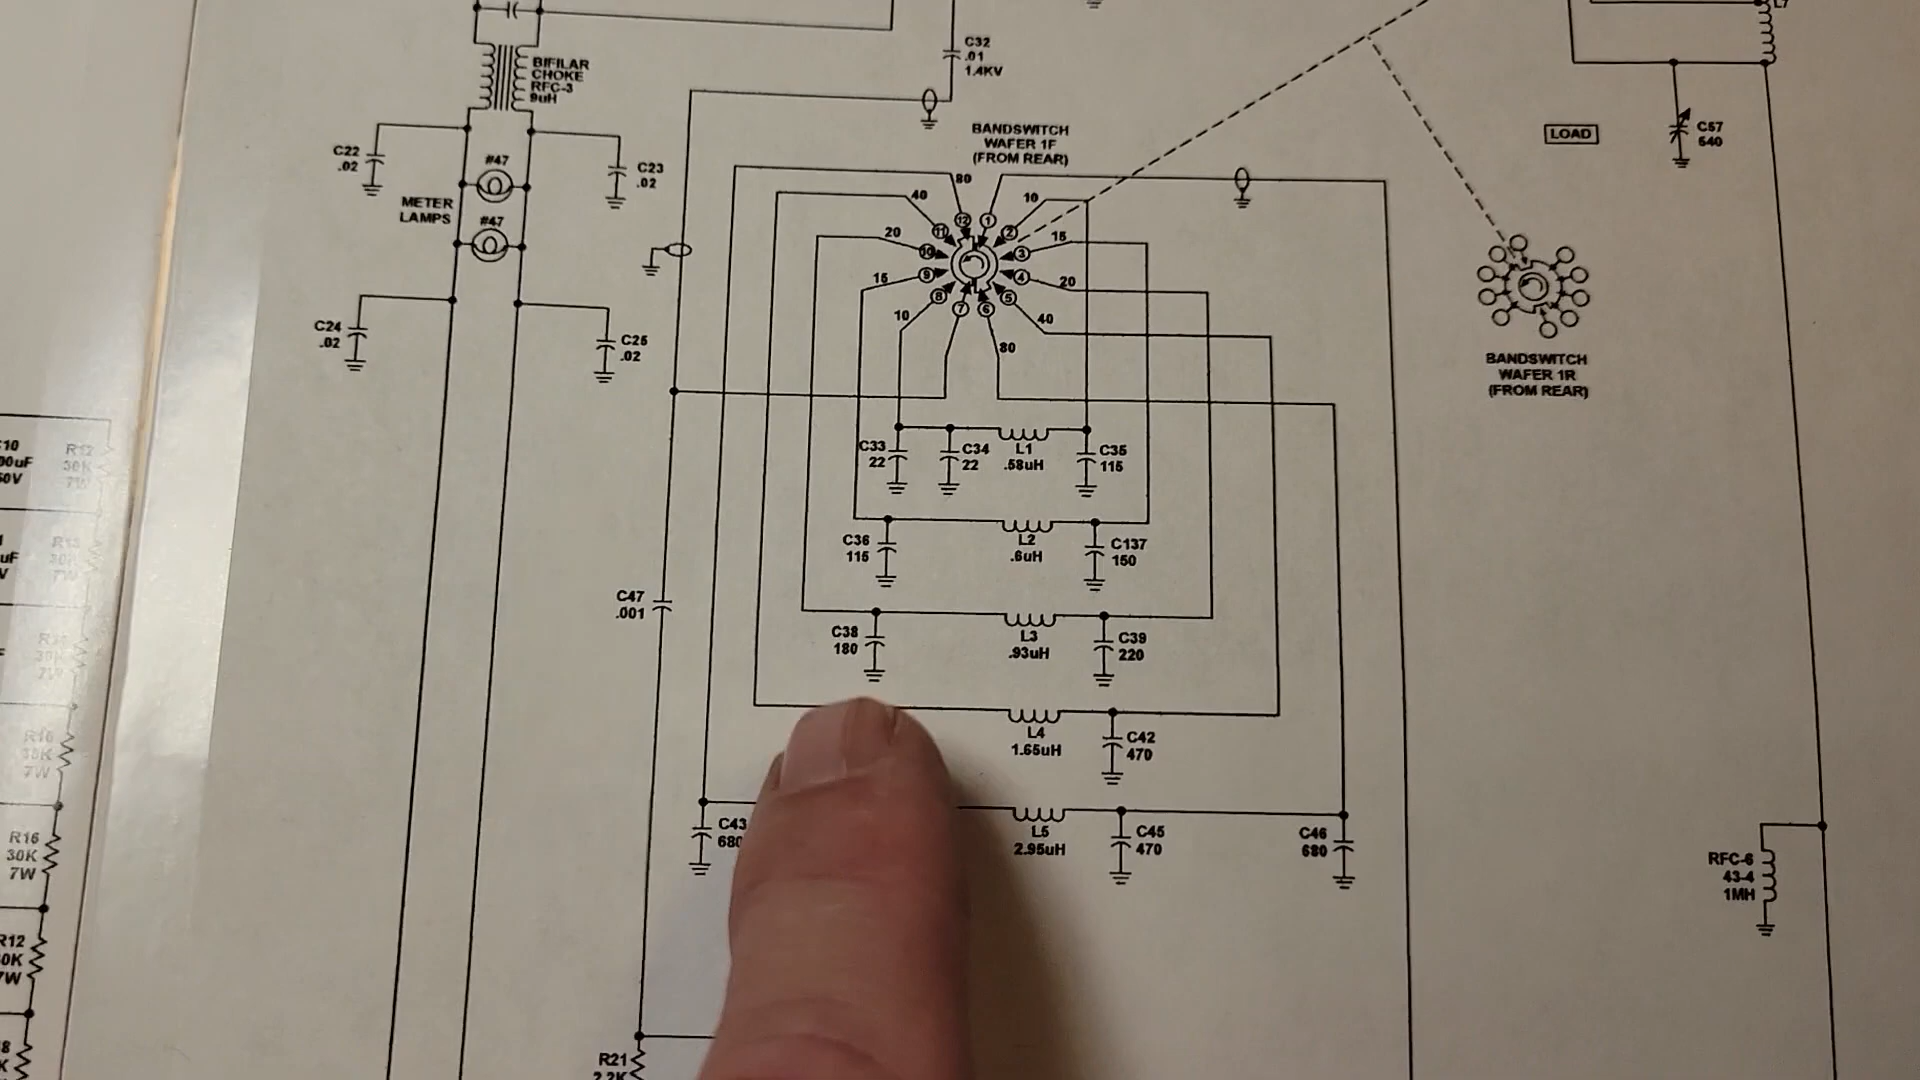 L7
C32
.01
1.4KV
BIFILAR
CHOKE
RFC-3
9uH
BANDSWITCH
WAFER 1F
(FROM REAR)
LOAD
C57
540
C22
.02
#47
C23
.02
METER
LAMPS
#47
80
10
40
12
1
11
2
20
15
10
3
15
9
4
20
8
5
10
7
6
40
80
C24
.02
C25
.02
BANDSWITCH
WAFER 1R
(FROM REAR)
C33
22
C34
22
L1
.58uH
C35
115
C36
115
L2
.6uH
C137
150
C47
.001
C38
180
L3
.93uH
C39
220
L4
1.65uH
C42
470
C43
680
L5
2.95uH
C45
470
C46
680
RFC-6
43-4
1MH
R21
2.2K
R12
30K
7W
R13
30K
7W
30K
7W
7W
R16
30K
7W
R12
7W